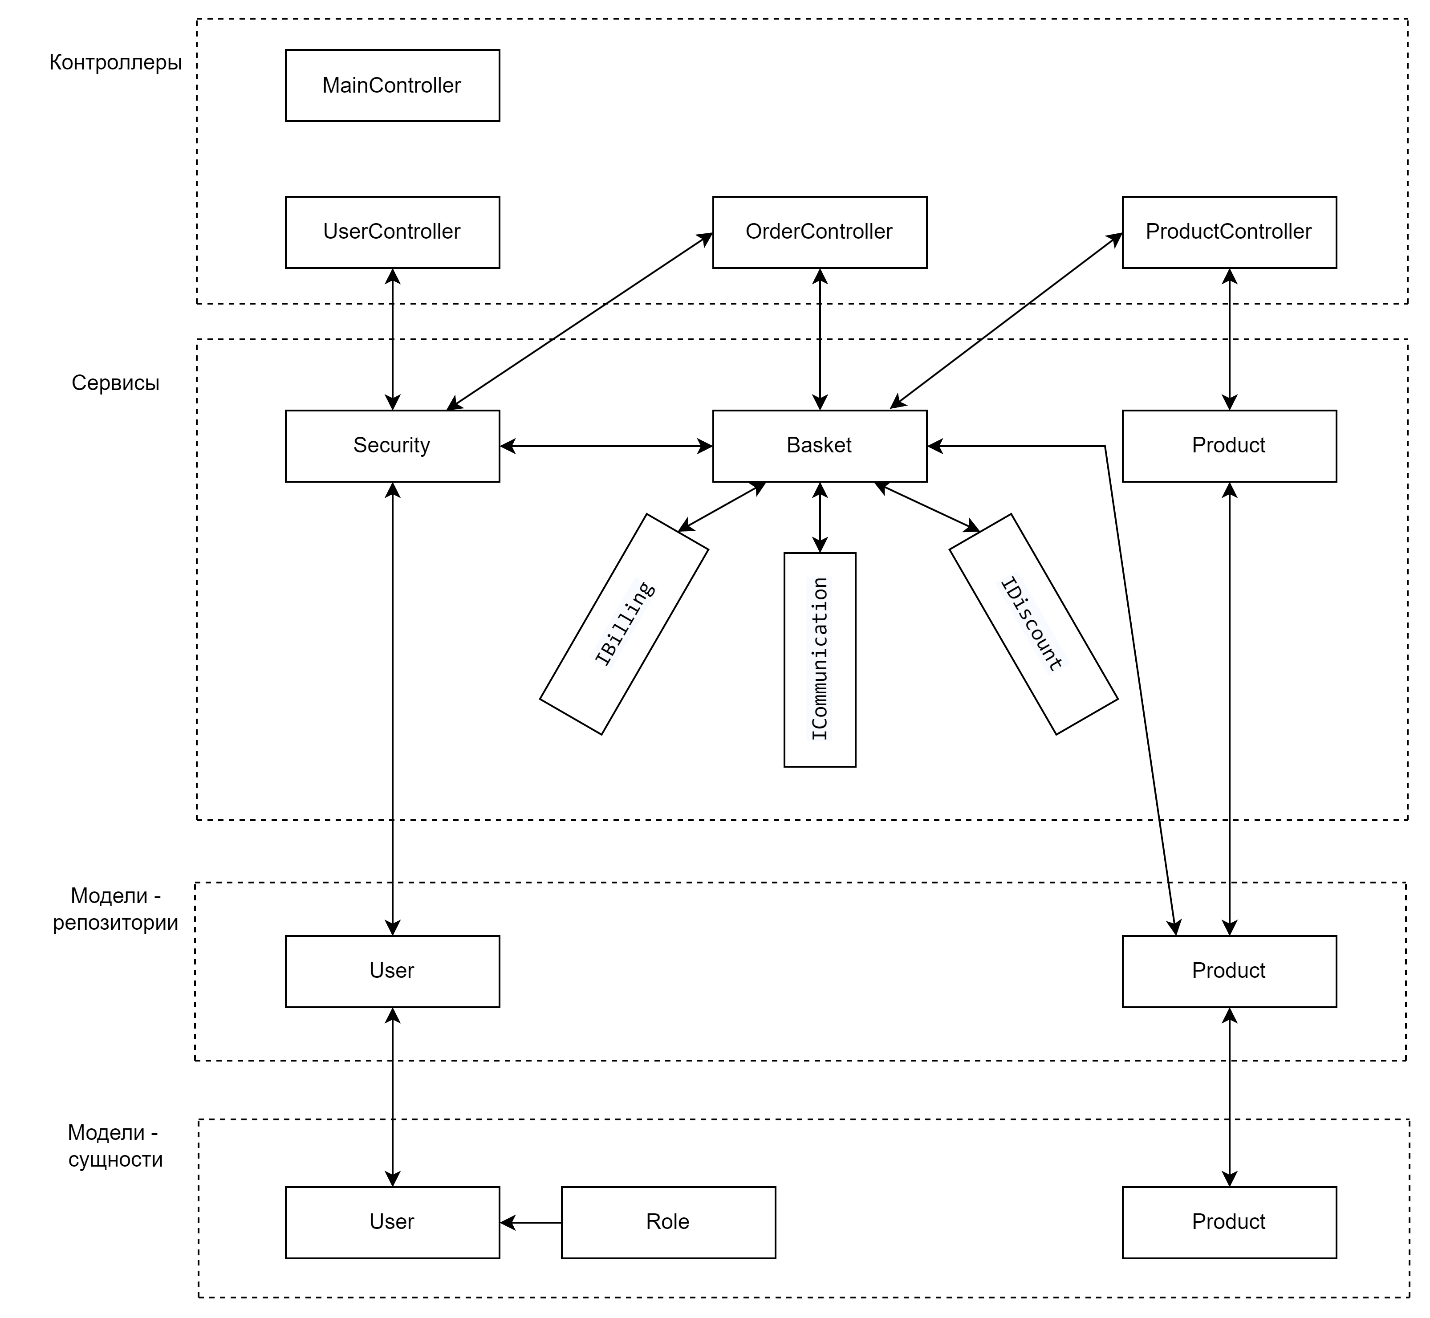 Контроллеры
MainController
UserController
OrderController
ProductController
Сервисы
Security
Basket
Product
IBilling
ICommunication
IDiscount
Модели -
репозитории
User
Product
Модели -
сущности
User
Role
Product